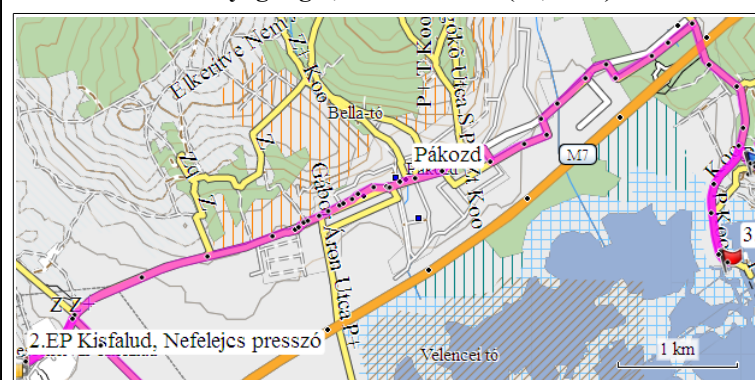 Elkerítve Nem
Z+ Koo
P+ T Koo
Bella-tó
Pákozd
M7
Z
Gábor Áron Utca P+
3
Z Z+
2.EP Kisfalud, Nefelejcs presszó
Velencei tó
1 km